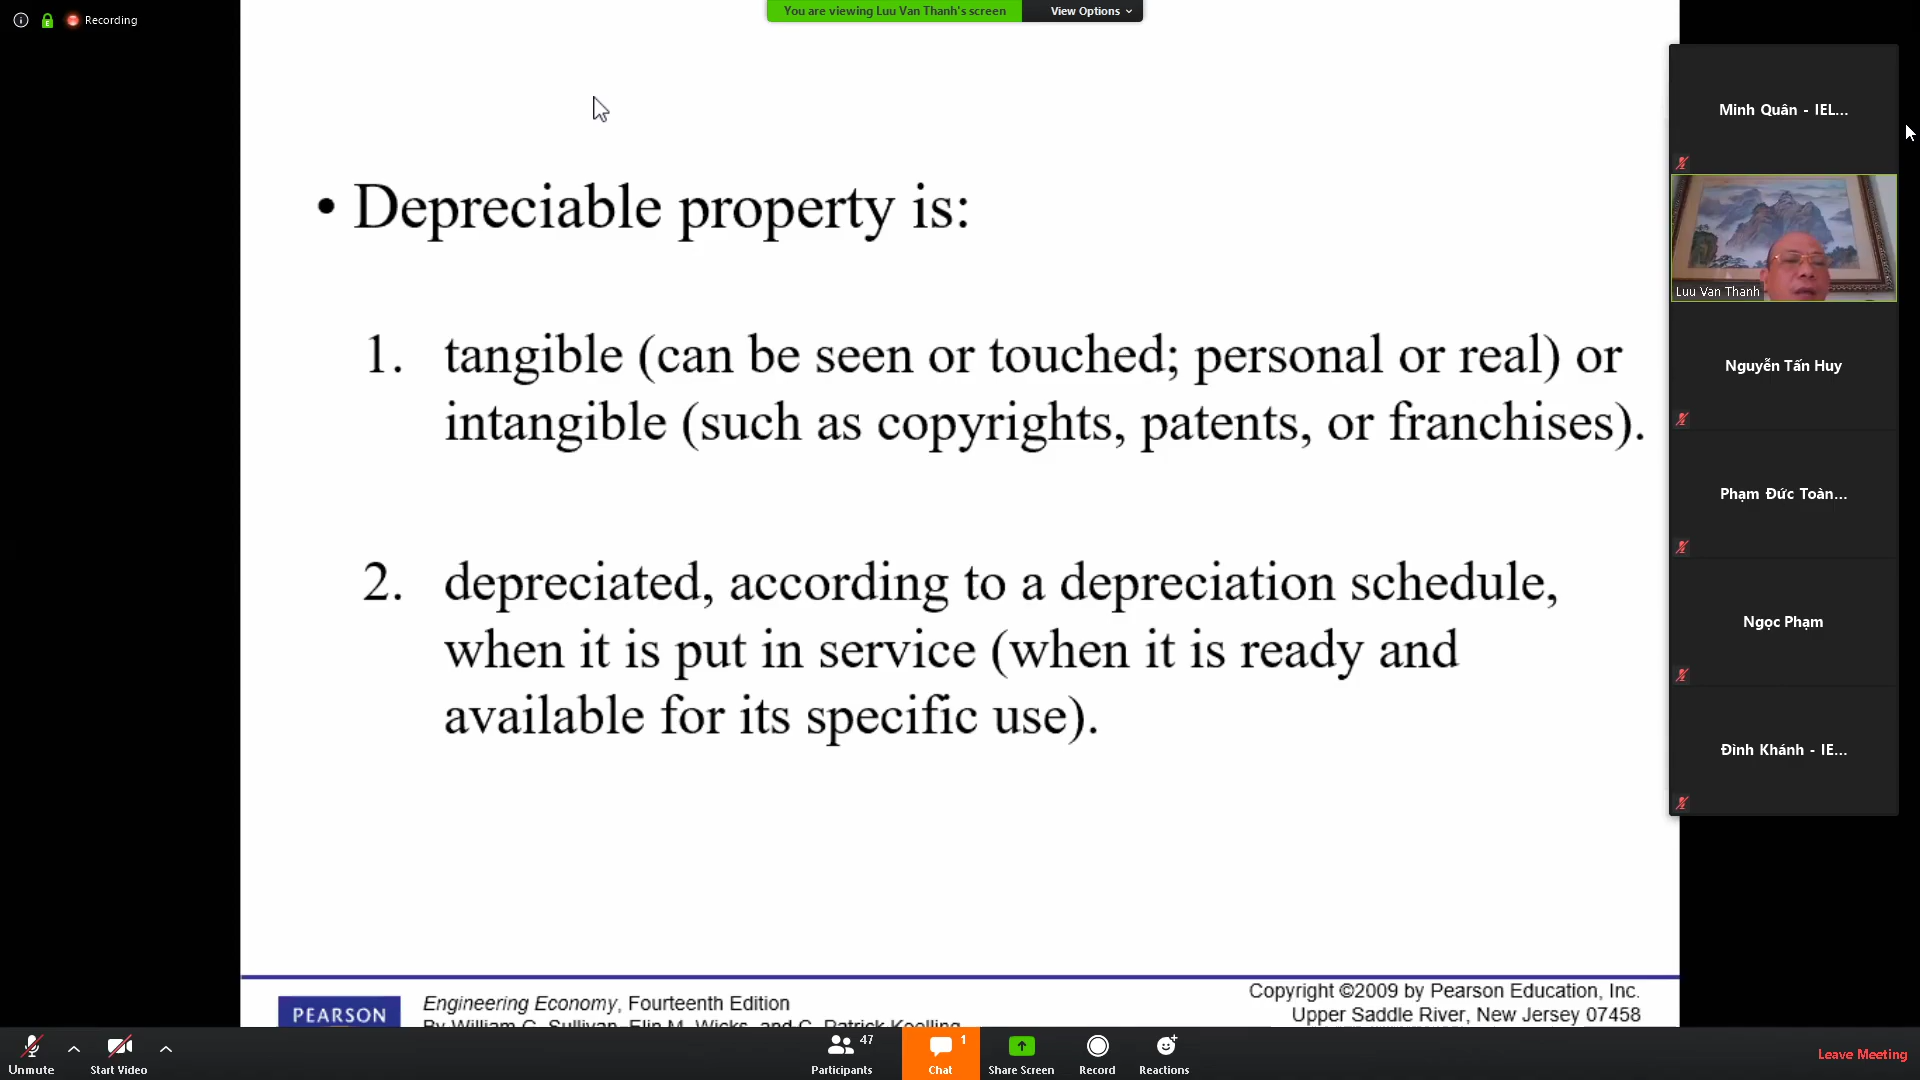 Recording
You are viewing Luu Van Thanh's screen
View Options
• Depreciable property is:
1. tangible (can be seen or touched; personal or real) or
intangible (such as copyrights, patents, or franchises).
2. depreciated, according to a depreciation schedule,
when it is put in service (when it is ready and
available for its specific use).
PEARSON
Engineering Economy, Fourteenth Edition
By William G. Sullivan, Elin M. Wicks, and C. Patrick Koelling
Copyright ©2009 by Pearson Education, Inc.
Upper Saddle River, New Jersey 07458
Minh Quân - IEL...
Luu Van Thanh
Nguyễn Tấn Huy
Phạm Đức Toàn...
Ngọc Phạm
Đình Khánh - IE...
Unmute
Start Video
Participants
47
Chat
1
Share Screen
Record
Reactions
Leave Meeting